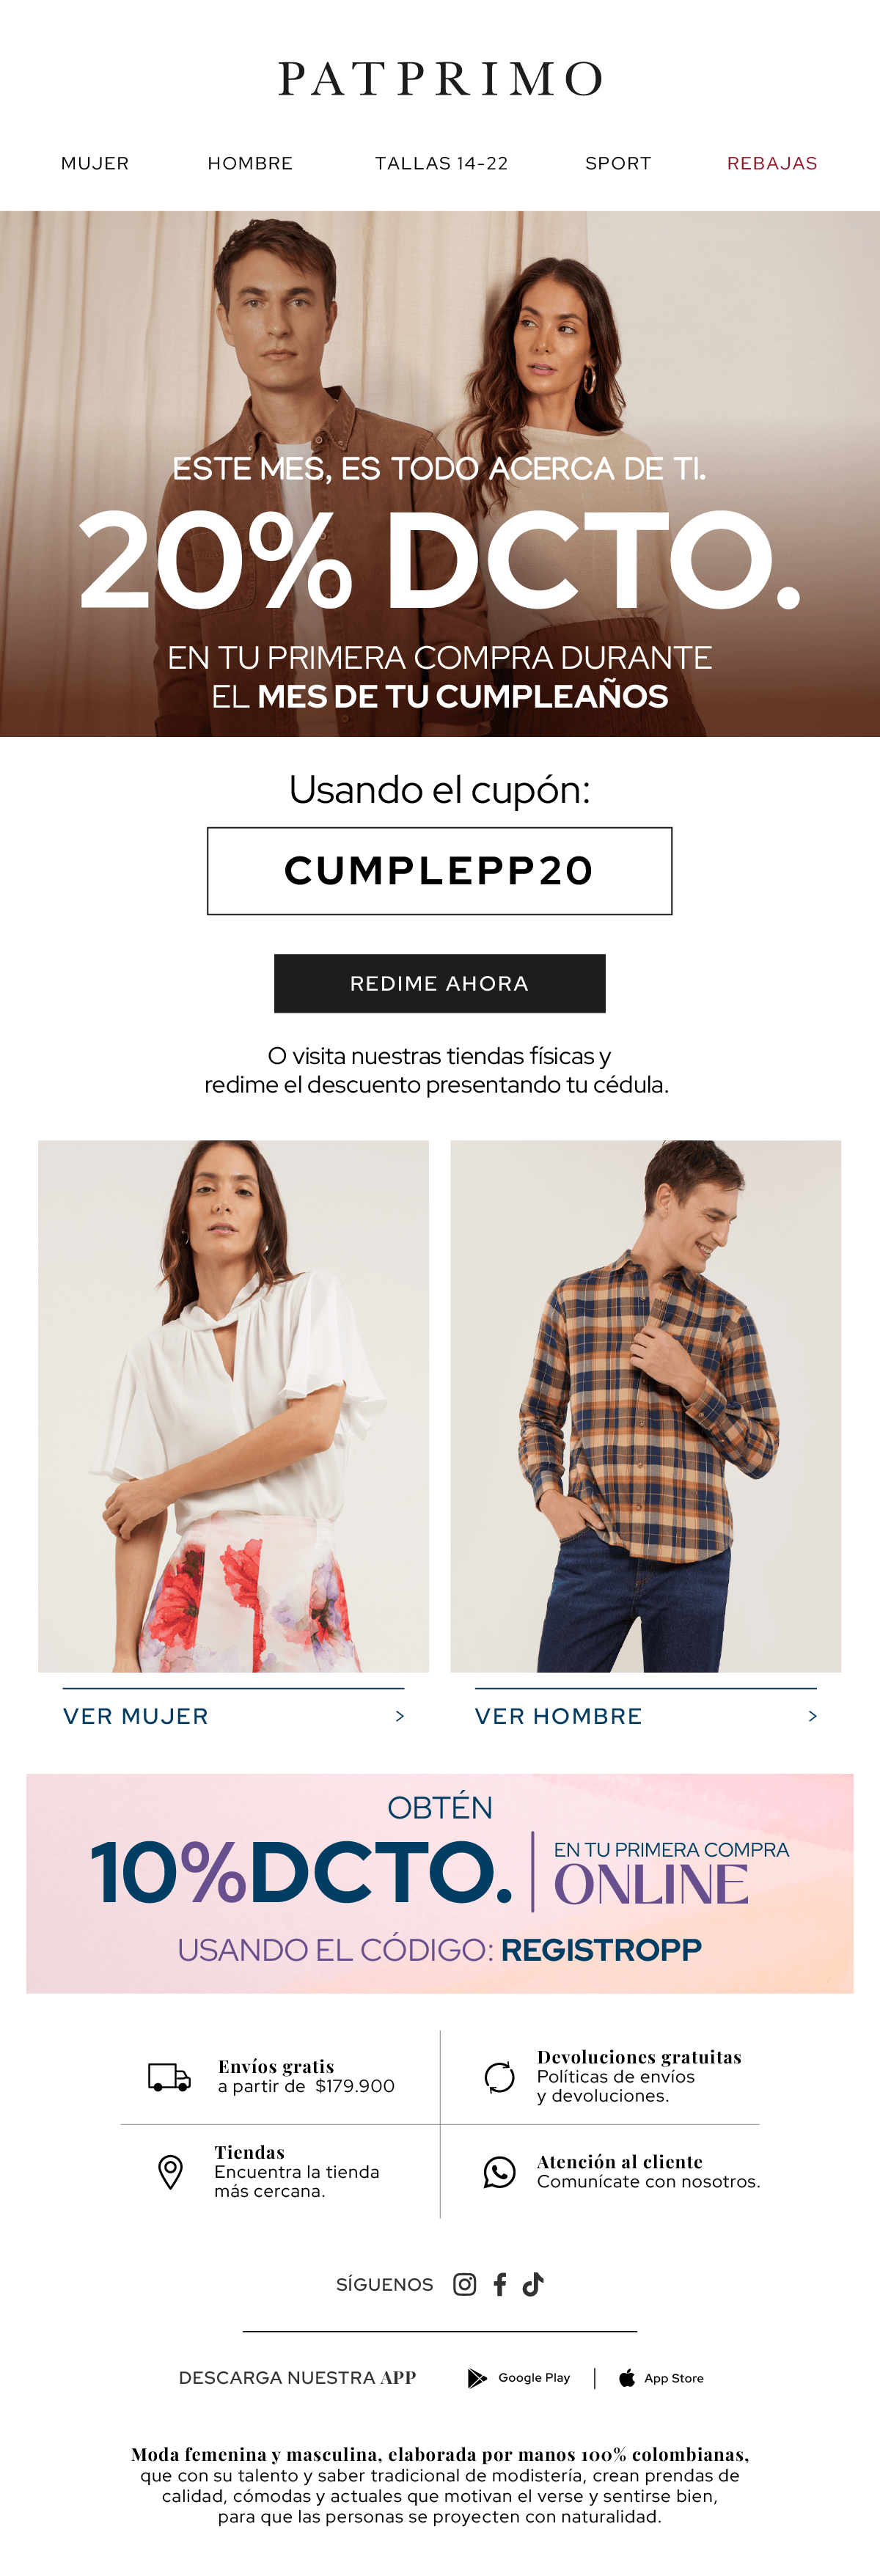 PATPRIMO
MUJER HOMBRE TALLAS 14-22 SPORT REBAJAS
ESTE MES, ES TODO ACERCA DE TI.
20% DCTO.
EN TU PRIMERA COMPRA DURANTE
EL MES DE TU CUMPLEAÑOS
Usando el cupón:
CUMPLEPP20
REDIME AHORA
O visita nuestras tiendas físicas y
redime el descuento presentando tu cédula.
VER MUJER >
VER HOMBRE >
OBTÉN
10%DCTO.
EN TU PRIMERA COMPRA
ONLINE
USANDO EL CÓDIGO: REGISTROPP
Envíos gratis
a partir de $179.900
Devoluciones gratuitas
Políticas de envíos
y devoluciones.
Tiendas
Encuentra la tienda
más cercana.
Atención al cliente
Comunícate con nosotros.
SÍGUENOS
DESCARGA NUESTRA APP Google Play | App Store
Moda femenina y masculina, elaborada por manos 100% colombianas,
que con su talento y saber tradicional de modistería, crean prendas de
calidad, cómodas y actuales que motivan el verse y sentirse bien,
para que las personas se proyecten con naturalidad.